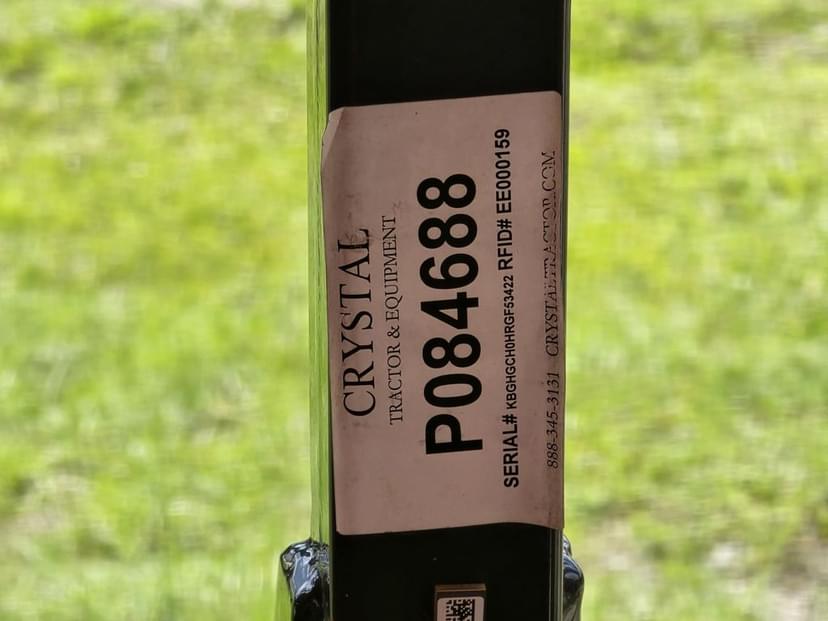 CRYSTAL
TRACTOR & EQUIPMENT
P084688
SERIAL# KBGHGCH0HRGF53422 RFID# EE000159
888-345-3131 CRYSTALTRACTOR.COM